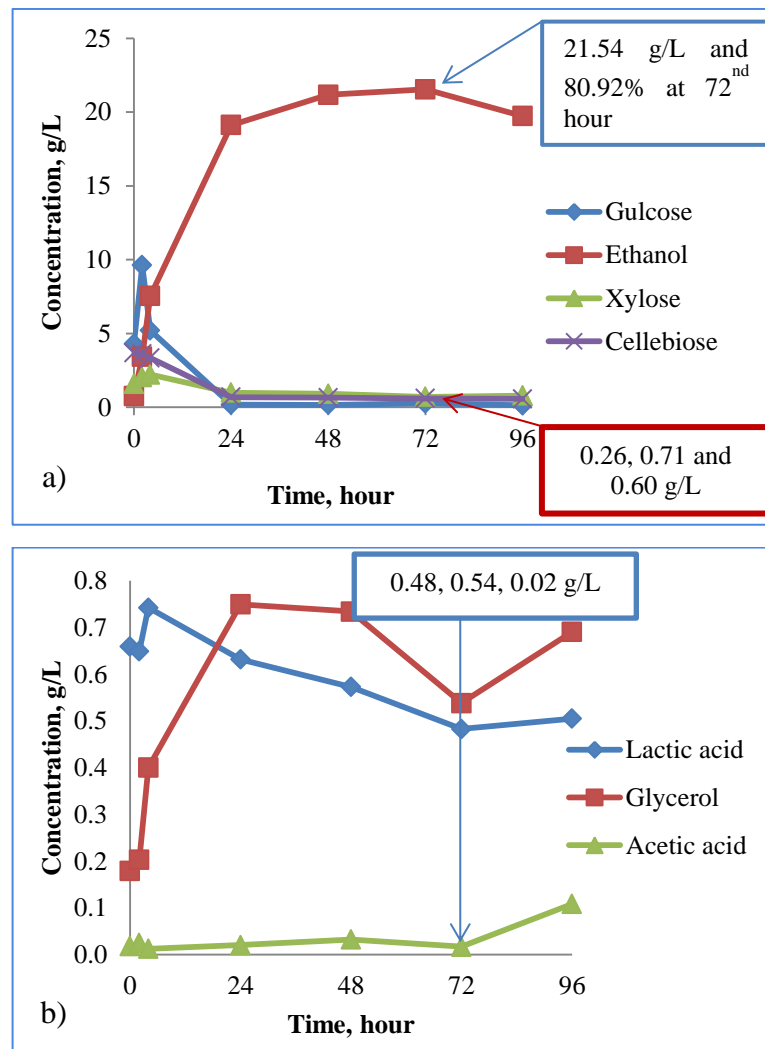 25
20
15
10
5
0
0
24
48
72
96
Concentration, g/L
Time, hour
21.54 g/L and
80.92% at 72nd
hour
Gulcose
Ethanol
Xylose
Cellebiose
0.26, 0.71 and
0.60 g/L
a)
0.8
0.7
0.6
0.5
0.4
0.3
0.2
0.1
0.0
0
24
48
72
96
Concentration, g/L
Time, hour
0.48, 0.54, 0.02 g/L
Lactic acid
Glycerol
Acetic acid
b)